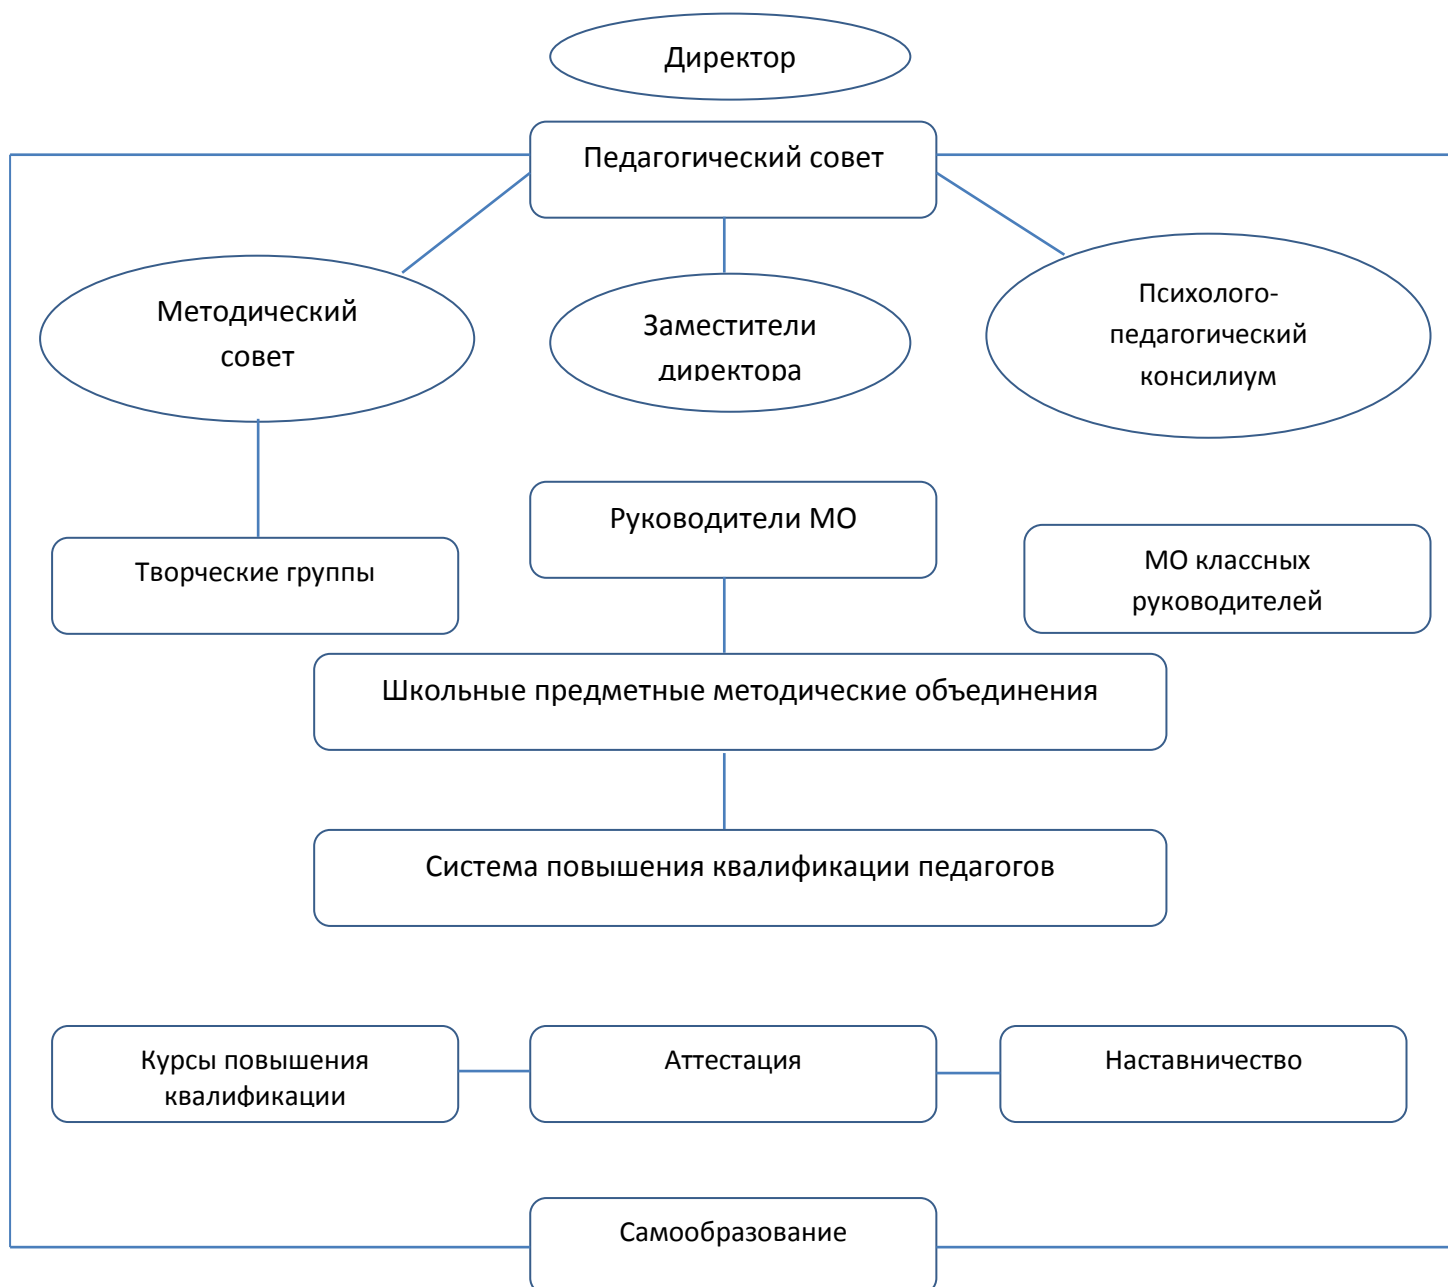 Директор
Педагогический совет
Методический
совет
Заместители
директора
Психолого-
педагогический
консилиум
Руководители МО
Творческие группы
МО классных
руководителей
Школьные предметные методические объединения
Система повышения квалификации педагогов
Курсы повышения
квалификации
Аттестация
Наставничество
Самообразование